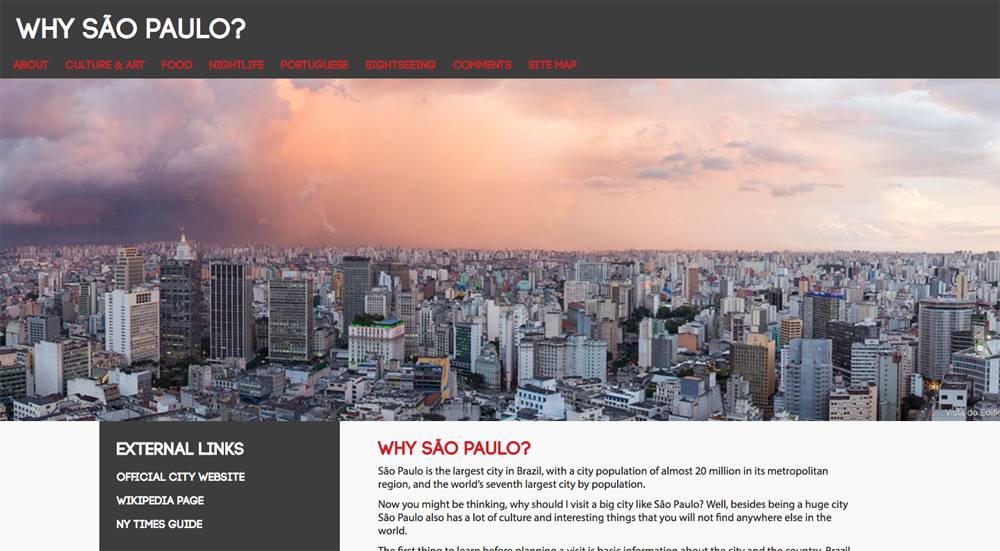 WHY SÃO PAULO?
ABOUT CULTURE & ART FOOD NIGHTLIFE PORTUGUESE SIGHTSEEING COMMENTS SITE MAP
Vista do Edifíc
EXTERNAL LINKS
OFFICIAL CITY WEBSITE
WIKIPEDIA PAGE
NY TIMES GUIDE
WHY SÃO PAULO?
São Paulo is the largest city in Brazil, with a city population of almost 20 million in its metropolitan
region, and the world's seventh largest city by population.
Now you might be thinking, why should I visit a big city like São Paulo? Well, besides being a huge city
São Paulo also has a lot of culture and interesting things that you will not find anywhere else in the
world.
The first thing to learn before planning a visit is basic information about the city and the country. Brazil